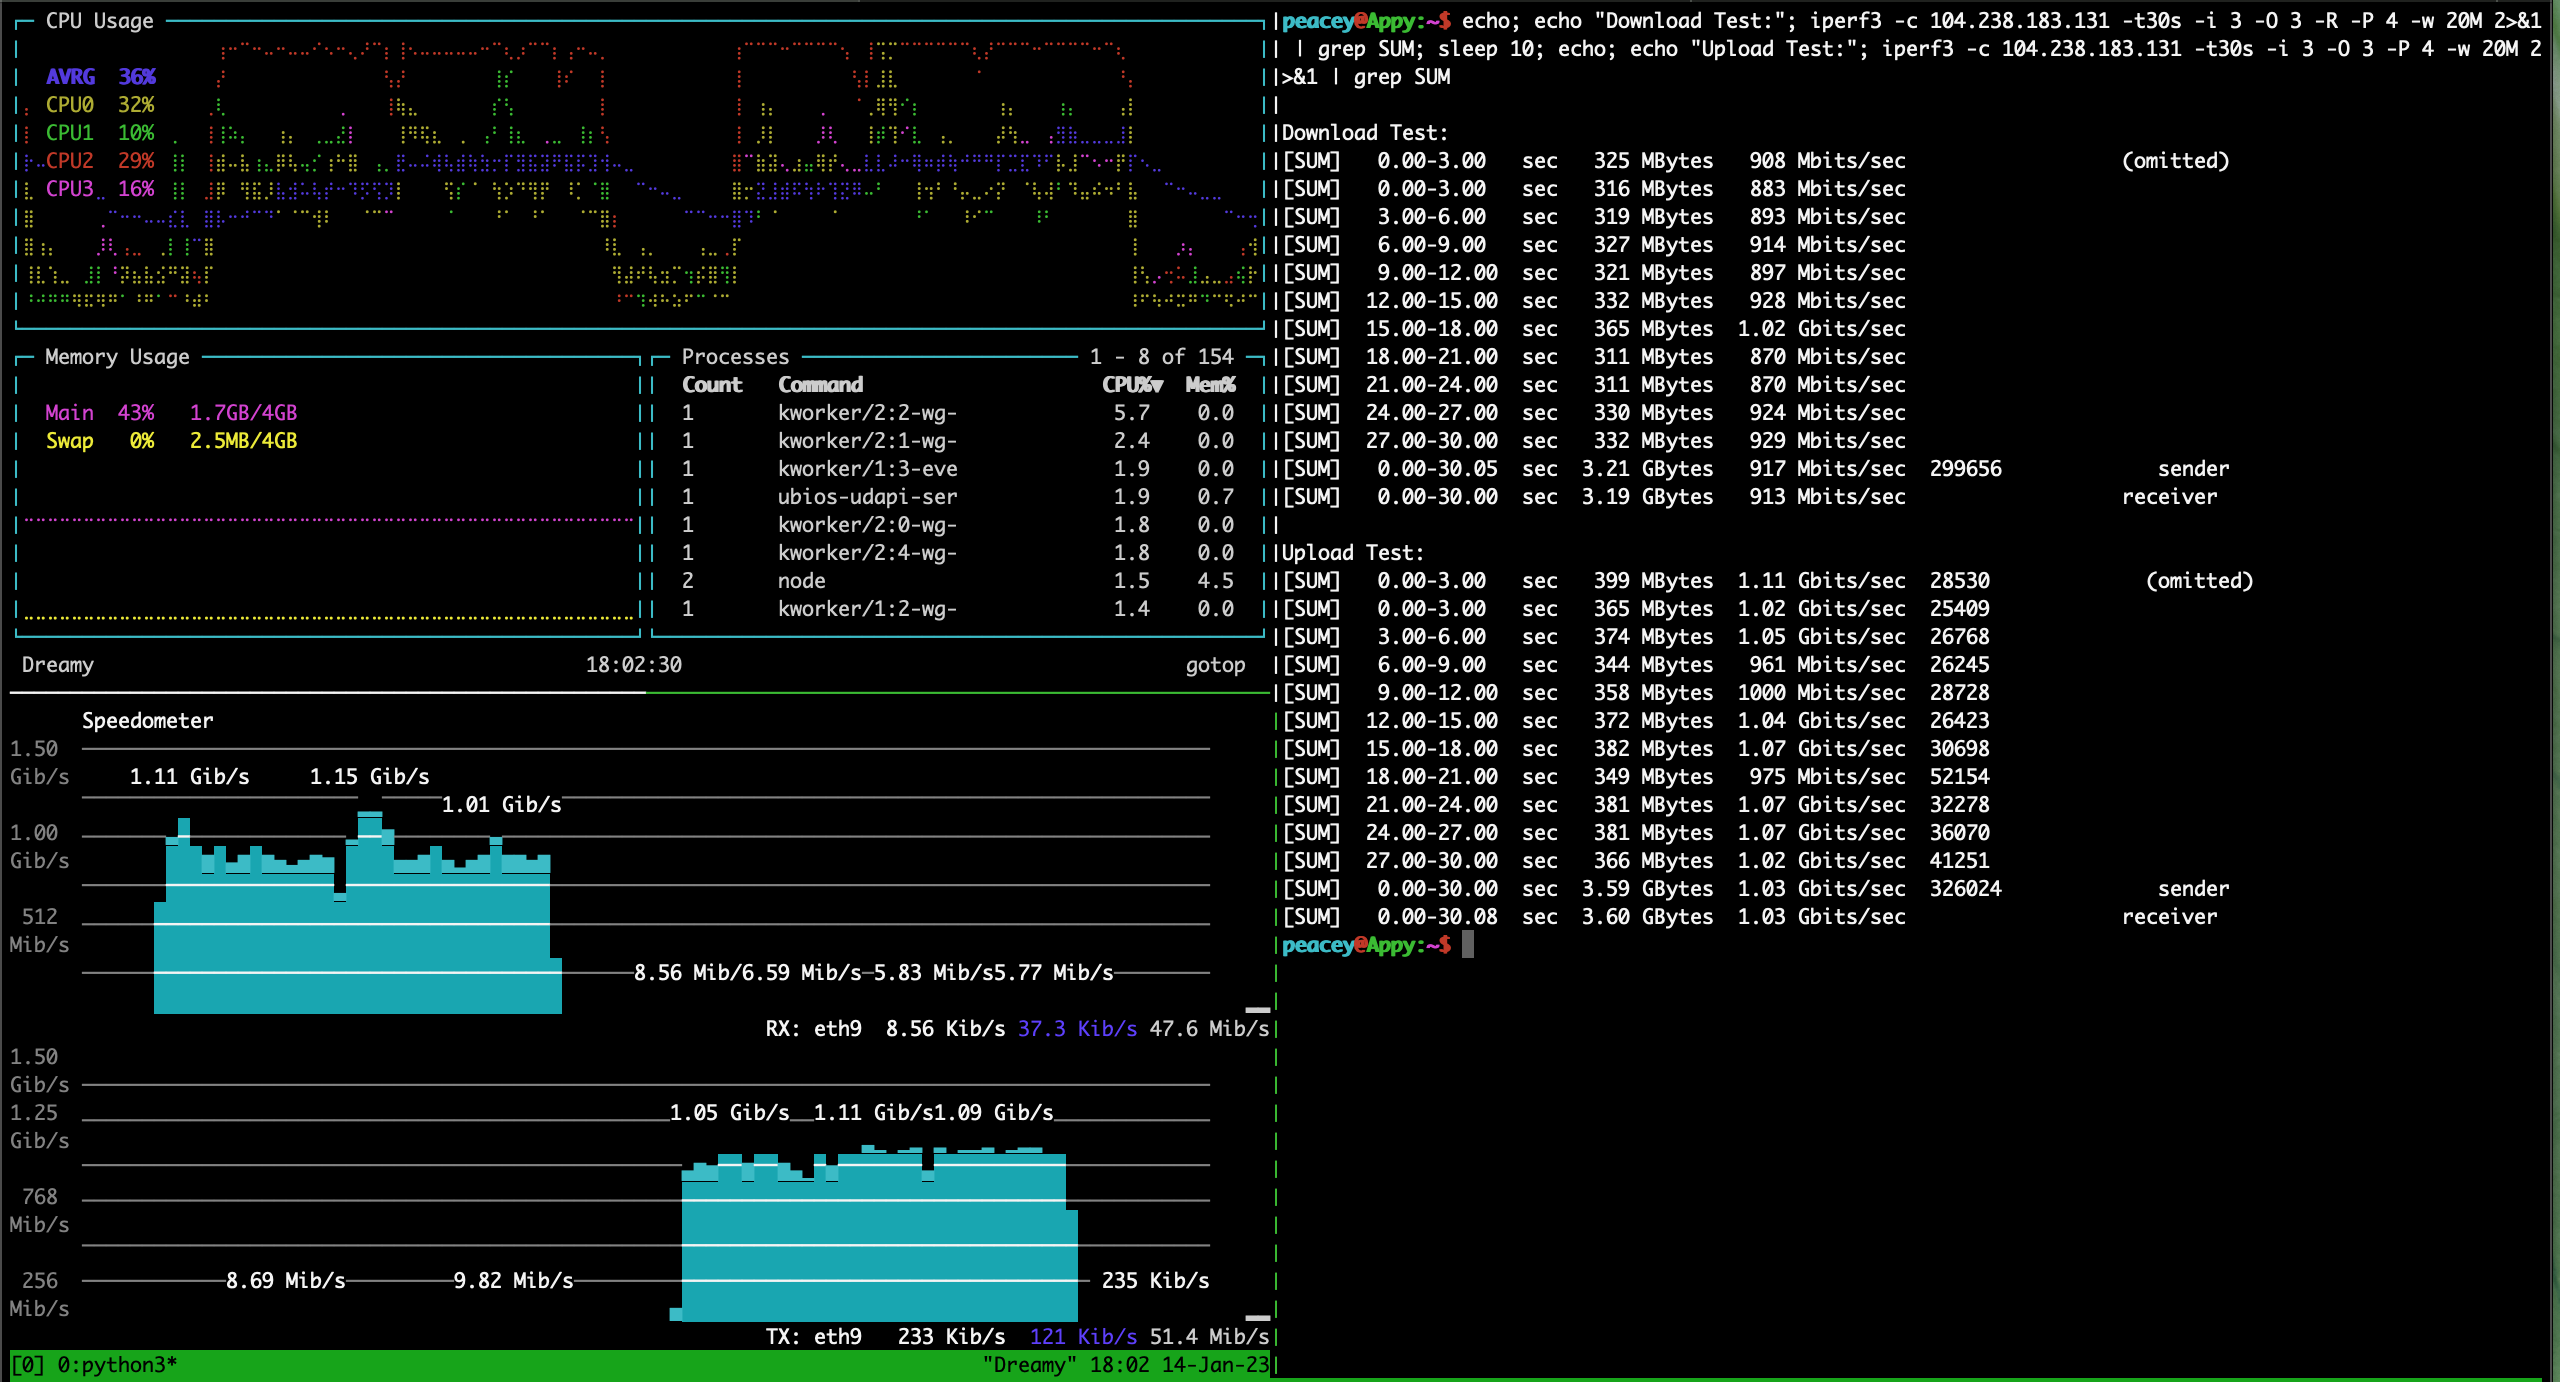 CPU Usage
AVRG 36%
CPU0 32%
CPU1 10%
CPU2 29%
CPU3 16%
Memory Usage
Main 43% 1.7GB/4GB
Swap 0% 2.5MB/4GB
Processes 1 - 8 of 154
Count Command CPU%▼ Mem%
1 kworker/2:2-wg- 5.7 0.0
1 kworker/2:1-wg- 2.4 0.0
1 kworker/1:3-eve 1.9 0.0
1 ubios-udapi-ser 1.9 0.7
1 kworker/2:0-wg- 1.8 0.0
1 kworker/2:4-wg- 1.8 0.0
2 node 1.5 4.5
1 kworker/1:2-wg- 1.4 0.0
Dreamy 18:02:30 gotop
Speedometer
1.50
Gib/s 1.11 Gib/s 1.15 Gib/s
1.01 Gib/s
1.00
Gib/s
512
Mib/s
8.56 Mib/6.59 Mib/s 5.83 Mib/s5.77 Mib/s
RX: eth9 8.56 Kib/s 37.3 Kib/s 47.6 Mib/s
1.50
Gib/s
1.25 1.05 Gib/s 1.11 Gib/s1.09 Gib/s
Gib/s
768
Mib/s
256 8.69 Mib/s 9.82 Mib/s 235 Kib/s
Mib/s
TX: eth9 233 Kib/s 121 Kib/s 51.4 Mib/s
[0] 0:python3* "Dreamy" 18:02 14-Jan-23
peacey@Appy:~$ echo; echo "Download Test:"; iperf3 -c 104.238.183.131 -t30s -i 3 -O 3 -R -P 4 -w 20M 2>&1
| grep SUM; sleep 10; echo; echo "Upload Test:"; iperf3 -c 104.238.183.131 -t30s -i 3 -O 3 -P 4 -w 20M 2
>&1 | grep SUM
Download Test:
[SUM] 0.00-3.00 sec 325 MBytes 908 Mbits/sec (omitted)
[SUM] 0.00-3.00 sec 316 MBytes 883 Mbits/sec
[SUM] 3.00-6.00 sec 319 MBytes 893 Mbits/sec
[SUM] 6.00-9.00 sec 327 MBytes 914 Mbits/sec
[SUM] 9.00-12.00 sec 321 MBytes 897 Mbits/sec
[SUM] 12.00-15.00 sec 332 MBytes 928 Mbits/sec
[SUM] 15.00-18.00 sec 365 MBytes 1.02 Gbits/sec
[SUM] 18.00-21.00 sec 311 MBytes 870 Mbits/sec
[SUM] 21.00-24.00 sec 311 MBytes 870 Mbits/sec
[SUM] 24.00-27.00 sec 330 MBytes 924 Mbits/sec
[SUM] 27.00-30.00 sec 332 MBytes 929 Mbits/sec
[SUM] 0.00-30.05 sec 3.21 GBytes 917 Mbits/sec 299656 sender
[SUM] 0.00-30.00 sec 3.19 GBytes 913 Mbits/sec receiver
Upload Test:
[SUM] 0.00-3.00 sec 399 MBytes 1.11 Gbits/sec 28530 (omitted)
[SUM] 0.00-3.00 sec 365 MBytes 1.02 Gbits/sec 25409
[SUM] 3.00-6.00 sec 374 MBytes 1.05 Gbits/sec 26768
[SUM] 6.00-9.00 sec 344 MBytes 961 Mbits/sec 26245
[SUM] 9.00-12.00 sec 358 MBytes 1000 Mbits/sec 28728
[SUM] 12.00-15.00 sec 372 MBytes 1.04 Gbits/sec 26423
[SUM] 15.00-18.00 sec 382 MBytes 1.07 Gbits/sec 30698
[SUM] 18.00-21.00 sec 349 MBytes 975 Mbits/sec 52154
[SUM] 21.00-24.00 sec 381 MBytes 1.07 Gbits/sec 32278
[SUM] 24.00-27.00 sec 381 MBytes 1.07 Gbits/sec 36070
[SUM] 27.00-30.00 sec 366 MBytes 1.02 Gbits/sec 41251
[SUM] 0.00-30.00 sec 3.59 GBytes 1.03 Gbits/sec 326024 sender
[SUM] 0.00-30.08 sec 3.60 GBytes 1.03 Gbits/sec receiver
peacey@Appy:~$